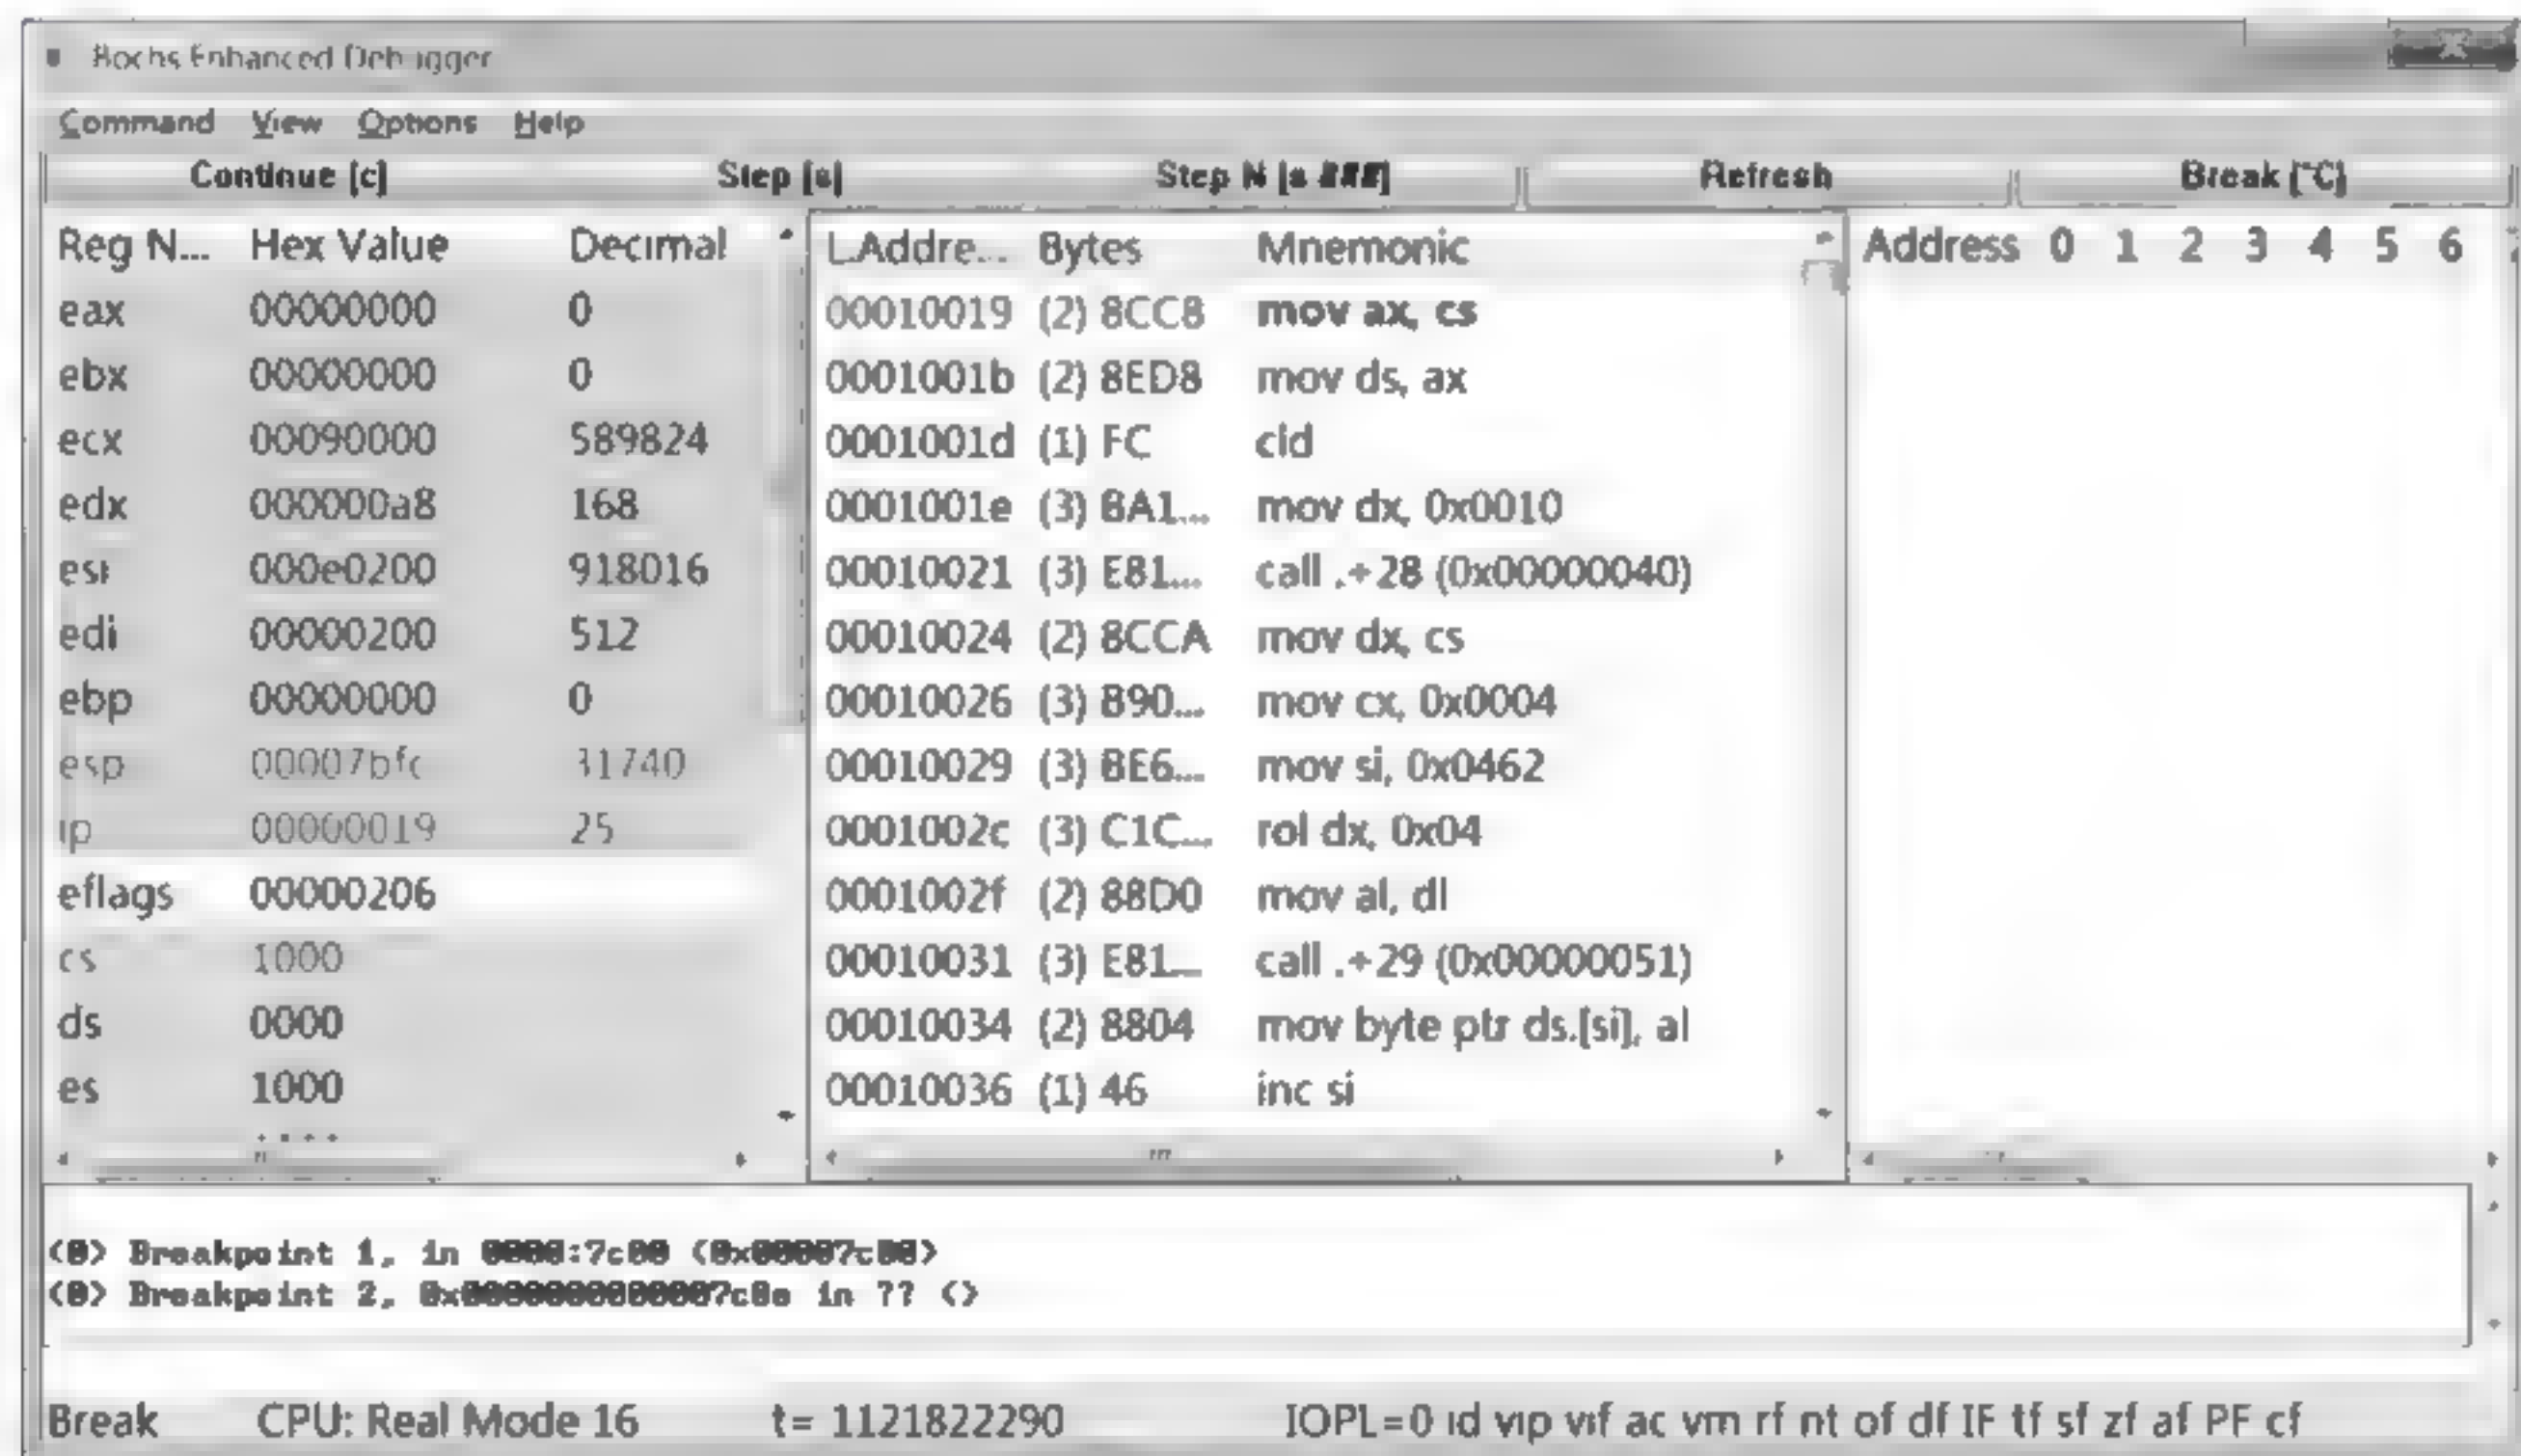 Bochs Enhanced Debugger
Command View Options Help
Continue [c] Step [s] Step N [s ###] Refresh Break [^C]
Reg N... Hex Value Decimal L.Addre... Bytes Mnemonic Address 0 1 2 3 4 5 6
eax 00000000 0 00010019 (2) 8CC8 mov ax, cs
ebx 00000000 0 0001001b (2) 8ED8 mov ds, ax
ecx 00090000 589824 0001001d (1) FC cld
edx 000000a8 168 0001001e (3) BA1... mov dx, 0x0010
esi 000e0200 918016 00010021 (3) E81... call .+28 (0x00000040)
edi 00000200 512 00010024 (2) 8CCA mov dx, cs
ebp 00000000 0 00010026 (3) B90... mov cx, 0x0004
esp 00007bfc 31740 00010029 (3) BE6... mov si, 0x0462
ip 00000019 25 0001002c (3) C1C... rol dx, 0x04
eflags 00000206 0001002f (2) 88D0 mov al, dl
cs 1000 00010031 (3) E81... call .+29 (0x00000051)
ds 0000 00010034 (2) 8804 mov byte ptr ds:[si], al
es 1000 00010036 (1) 46 inc si
(0) Breakpoint 1, in 0000:7c00 (0x00007c00)
(0) Breakpoint 2, 0x0000000000007c0e in ?? ()
Break CPU: Real Mode 16 t= 1121822290 IOPL=0 id vip vif ac vm rf nt of df IF tf sf zf af PF cf